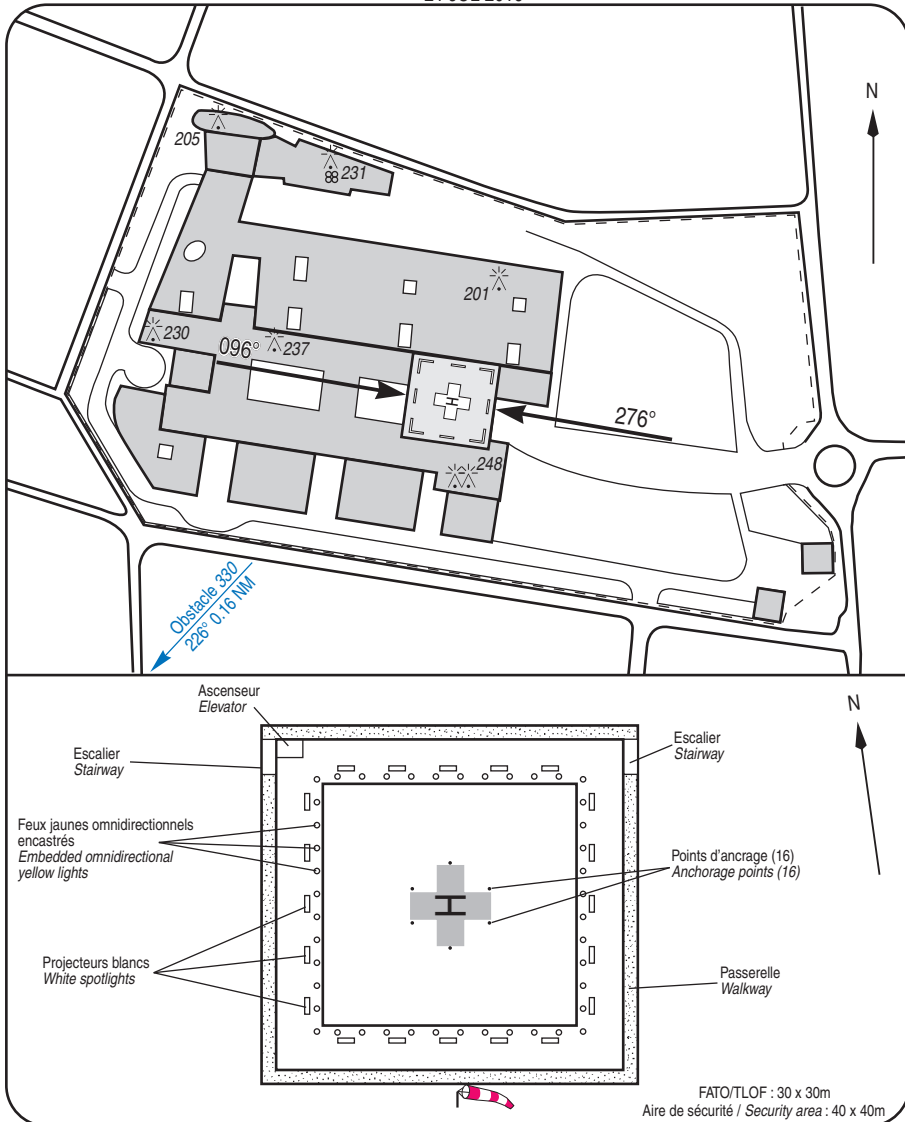 N
205
231
201
230
237
096°
276°
248
Obstacle 330
226° 0.16 NM
Ascenseur
Elevator
N
Escalier
Stairway
Escalier
Stairway
Feux jaunes omnidirectionnels
encastrés
Embedded omnidirectional
yellow lights
Points d'ancrage (16)
Anchorage points (16)
H
Projecteurs blancs
White spotlights
Passerelle
Walkway
FATO/TLOF : 30 x 30m
Aire de sécurité / Security area : 40 x 40m